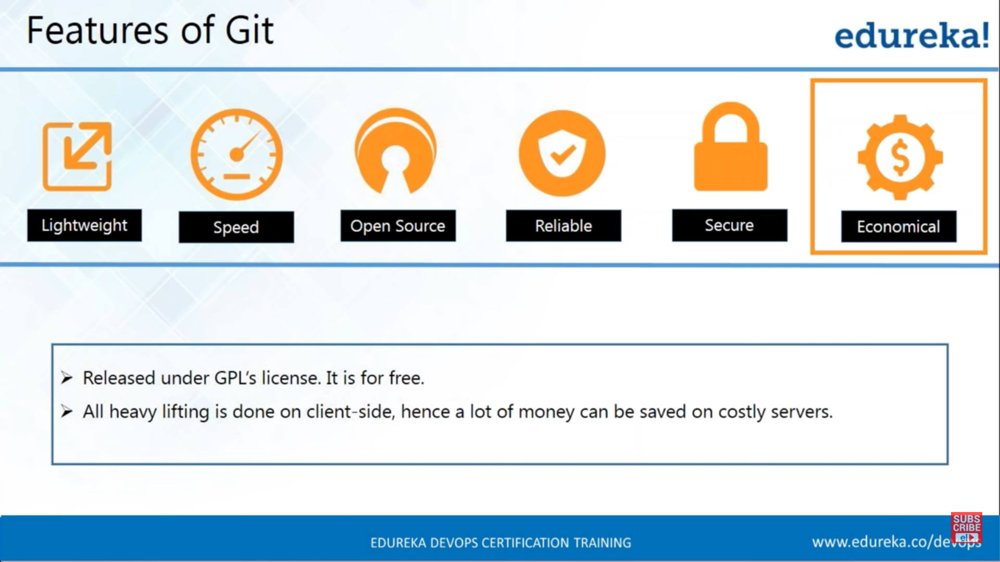 Features of Git
edureka!
Lightweight
Speed
Open Source
Reliable
Secure
Economical
➢ Released under GPL’s license. It is for free.
➢ All heavy lifting is done on client-side, hence a lot of money can be saved on costly servers.
EDUREKA DEVOPS CERTIFICATION TRAINING
www.edureka.co/devops
SUBS
CRIBE
e!